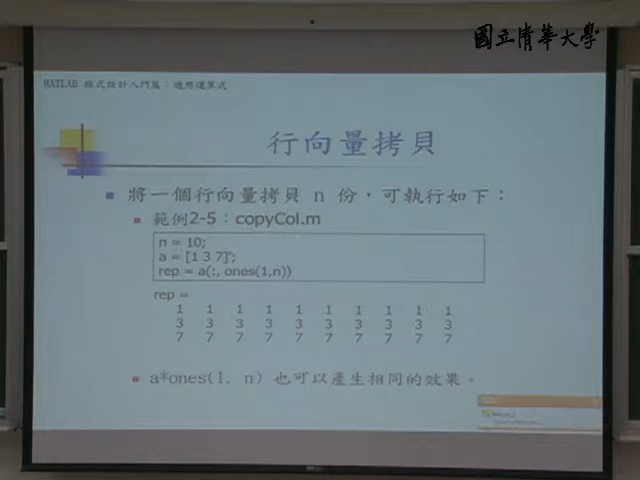 國立清華大學
MATLAB 程式設計入門篇：通用運算式
行向量拷貝
將一個行向量拷貝 n 份，可執行如下：
範例2-5：copyCol.m
n = 10;
a = [1 3 7]';
rep = a(:, ones(1,n))
rep =
1 1 1 1 1 1 1 1 1 1
3 3 3 3 3 3 3 3 3 3
7 7 7 7 7 7 7 7 7 7
a*ones(1, n) 也可以產生相同的效果。